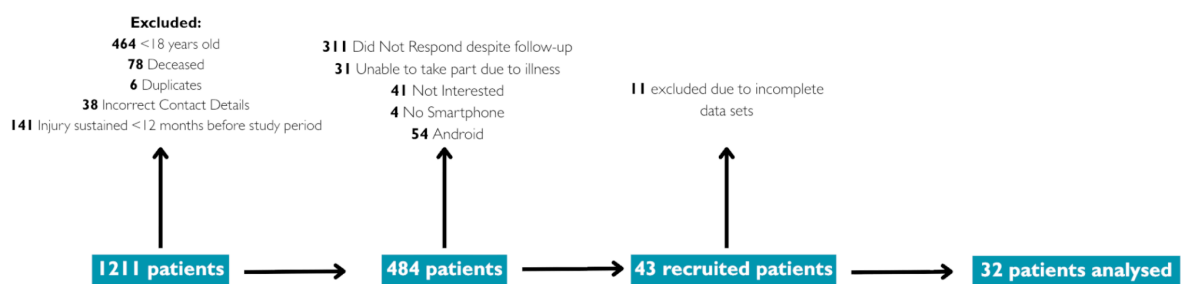 Excluded:
464 <18 years old
78 Deceased
6 Duplicates
38 Incorrect Contact Details
141 Injury sustained <12 months before study period
311 Did Not Respond despite follow-up
31 Unable to take part due to illness
41 Not Interested
4 No Smartphone
54 Android
11 excluded due to incomplete
data sets
1211 patients
484 patients
43 recruited patients
32 patients analysed